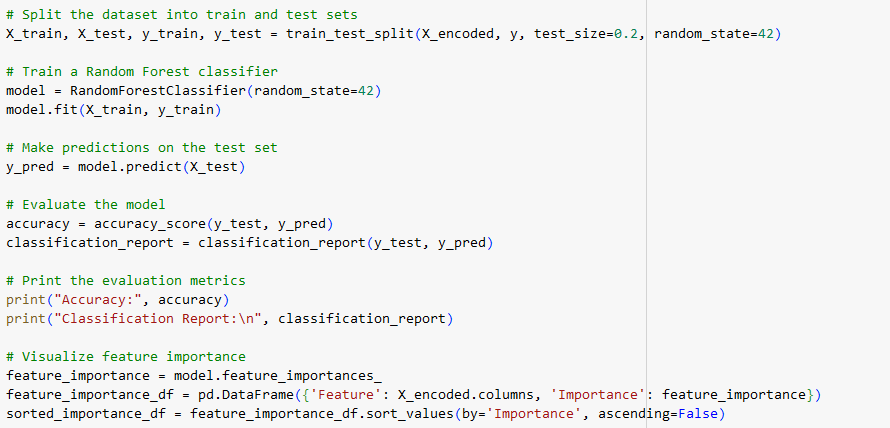 # Split the dataset into train and test sets
X_train, X_test, y_train, y_test = train_test_split(X_encoded, y, test_size=0.2, random_state=42)
# Train a Random Forest classifier
model = RandomForestClassifier(random_state=42)
model.fit(X_train, y_train)
# Make predictions on the test set
y_pred = model.predict(X_test)
# Evaluate the model
accuracy = accuracy_score(y_test, y_pred)
classification_report = classification_report(y_test, y_pred)
# Print the evaluation metrics
print("Accuracy:", accuracy)
print("Classification Report:\n", classification_report)
# Visualize feature importance
feature_importance = model.feature_importances_
feature_importance_df = pd.DataFrame({'Feature': X_encoded.columns, 'Importance': feature_importance})
sorted_importance_df = feature_importance_df.sort_values(by='Importance', ascending=False)